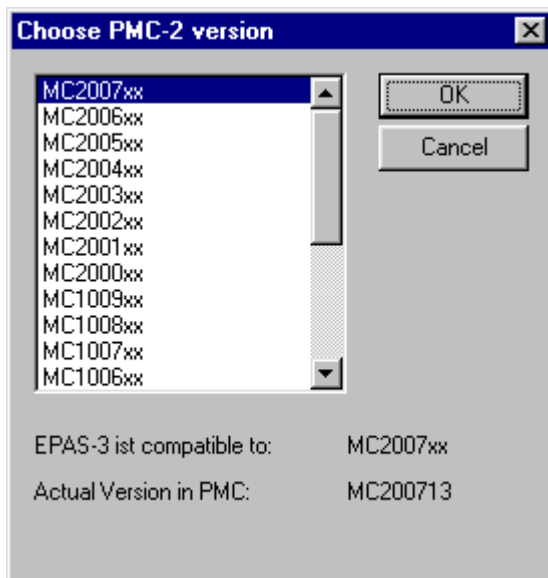 Choose PMC-2 version
MC2007xx
MC2006xx
MC2005xx
MC2004xx
MC2003xx
MC2002xx
MC2001xx
MC2000xx
MC1009xx
MC1008xx
MC1007xx
MC1006xx
OK
Cancel
EPAS-3 ist compatible to: MC2007xx
Actual Version in PMC: MC200713